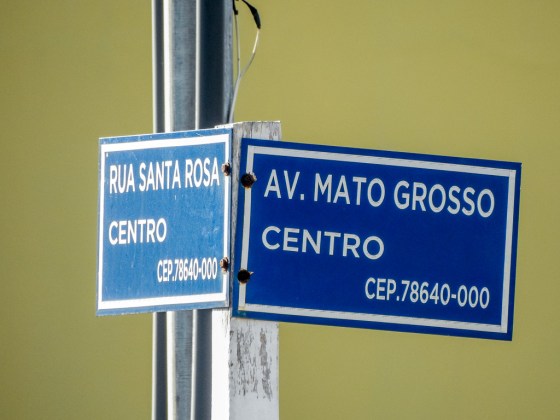 RUA SANTA ROSA
CENTRO
CEP.78640-000
AV. MATO GROSSO
CENTRO
CEP.78640-000